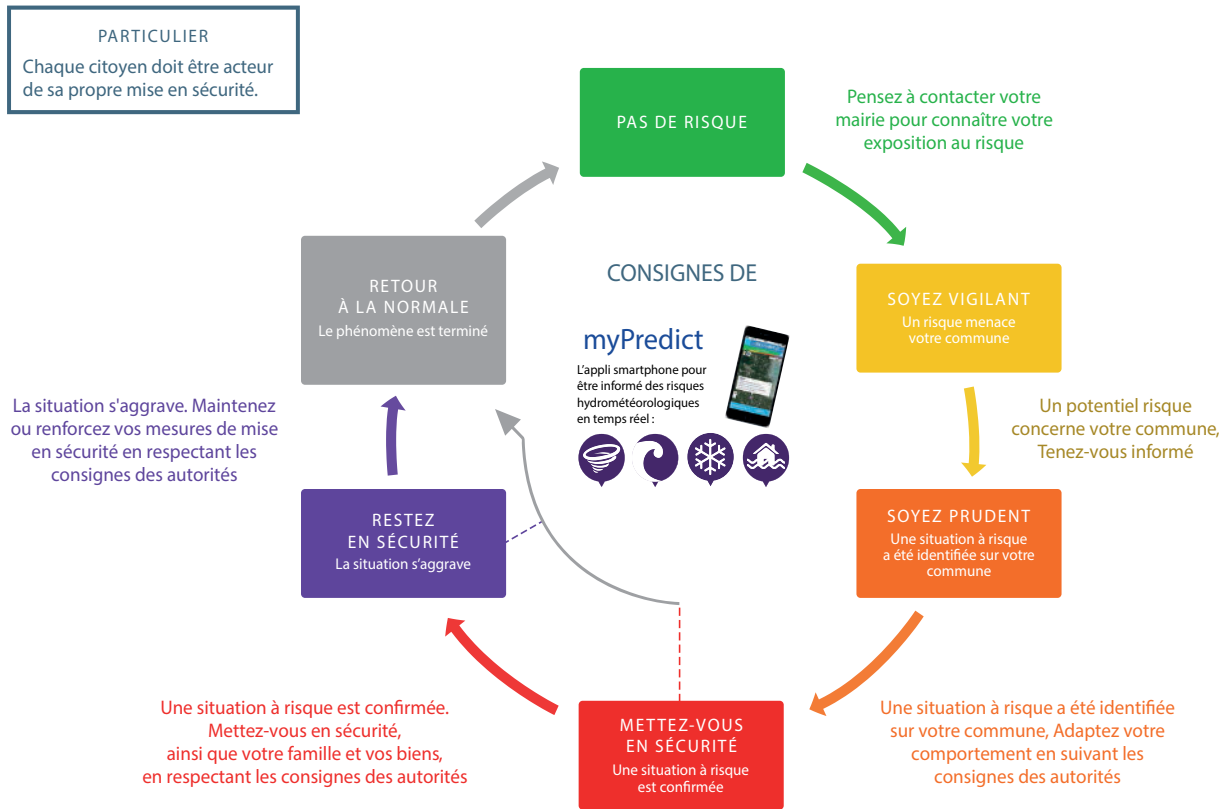 PARTICULIER
Chaque citoyen doit être acteur
de sa propre mise en sécurité.
PAS DE RISQUE
Pensez à contacter votre
mairie pour connaître votre
exposition au risque
SOYEZ VIGILANT
Un risque menace
votre commune
Un potentiel risque
concerne votre commune,
Tenez-vous informé
SOYEZ PRUDENT
Une situation à risque
a été identifiée sur votre
commune
Une situation à risque a été identifiée
sur votre commune, Adaptez votre
comportement en suivant les
consignes des autorités
METTEZ-VOUS
EN SÉCURITÉ
Une situation à risque
est confirmée
Une situation à risque est confirmée.
Mettez-vous en sécurité,
ainsi que votre famille et vos biens,
en respectant les consignes des autorités
RESTEZ
EN SÉCURITÉ
La situation s’aggrave
La situation s'aggrave. Maintenez
ou renforcez vos mesures de mise
en sécurité en respectant les
consignes des autorités
RETOUR
À LA NORMALE
Le phénomène est terminé
CONSIGNES DE
myPredict
L’appli smartphone pour
être informé des risques
hydrométéorologiques
en temps réel :